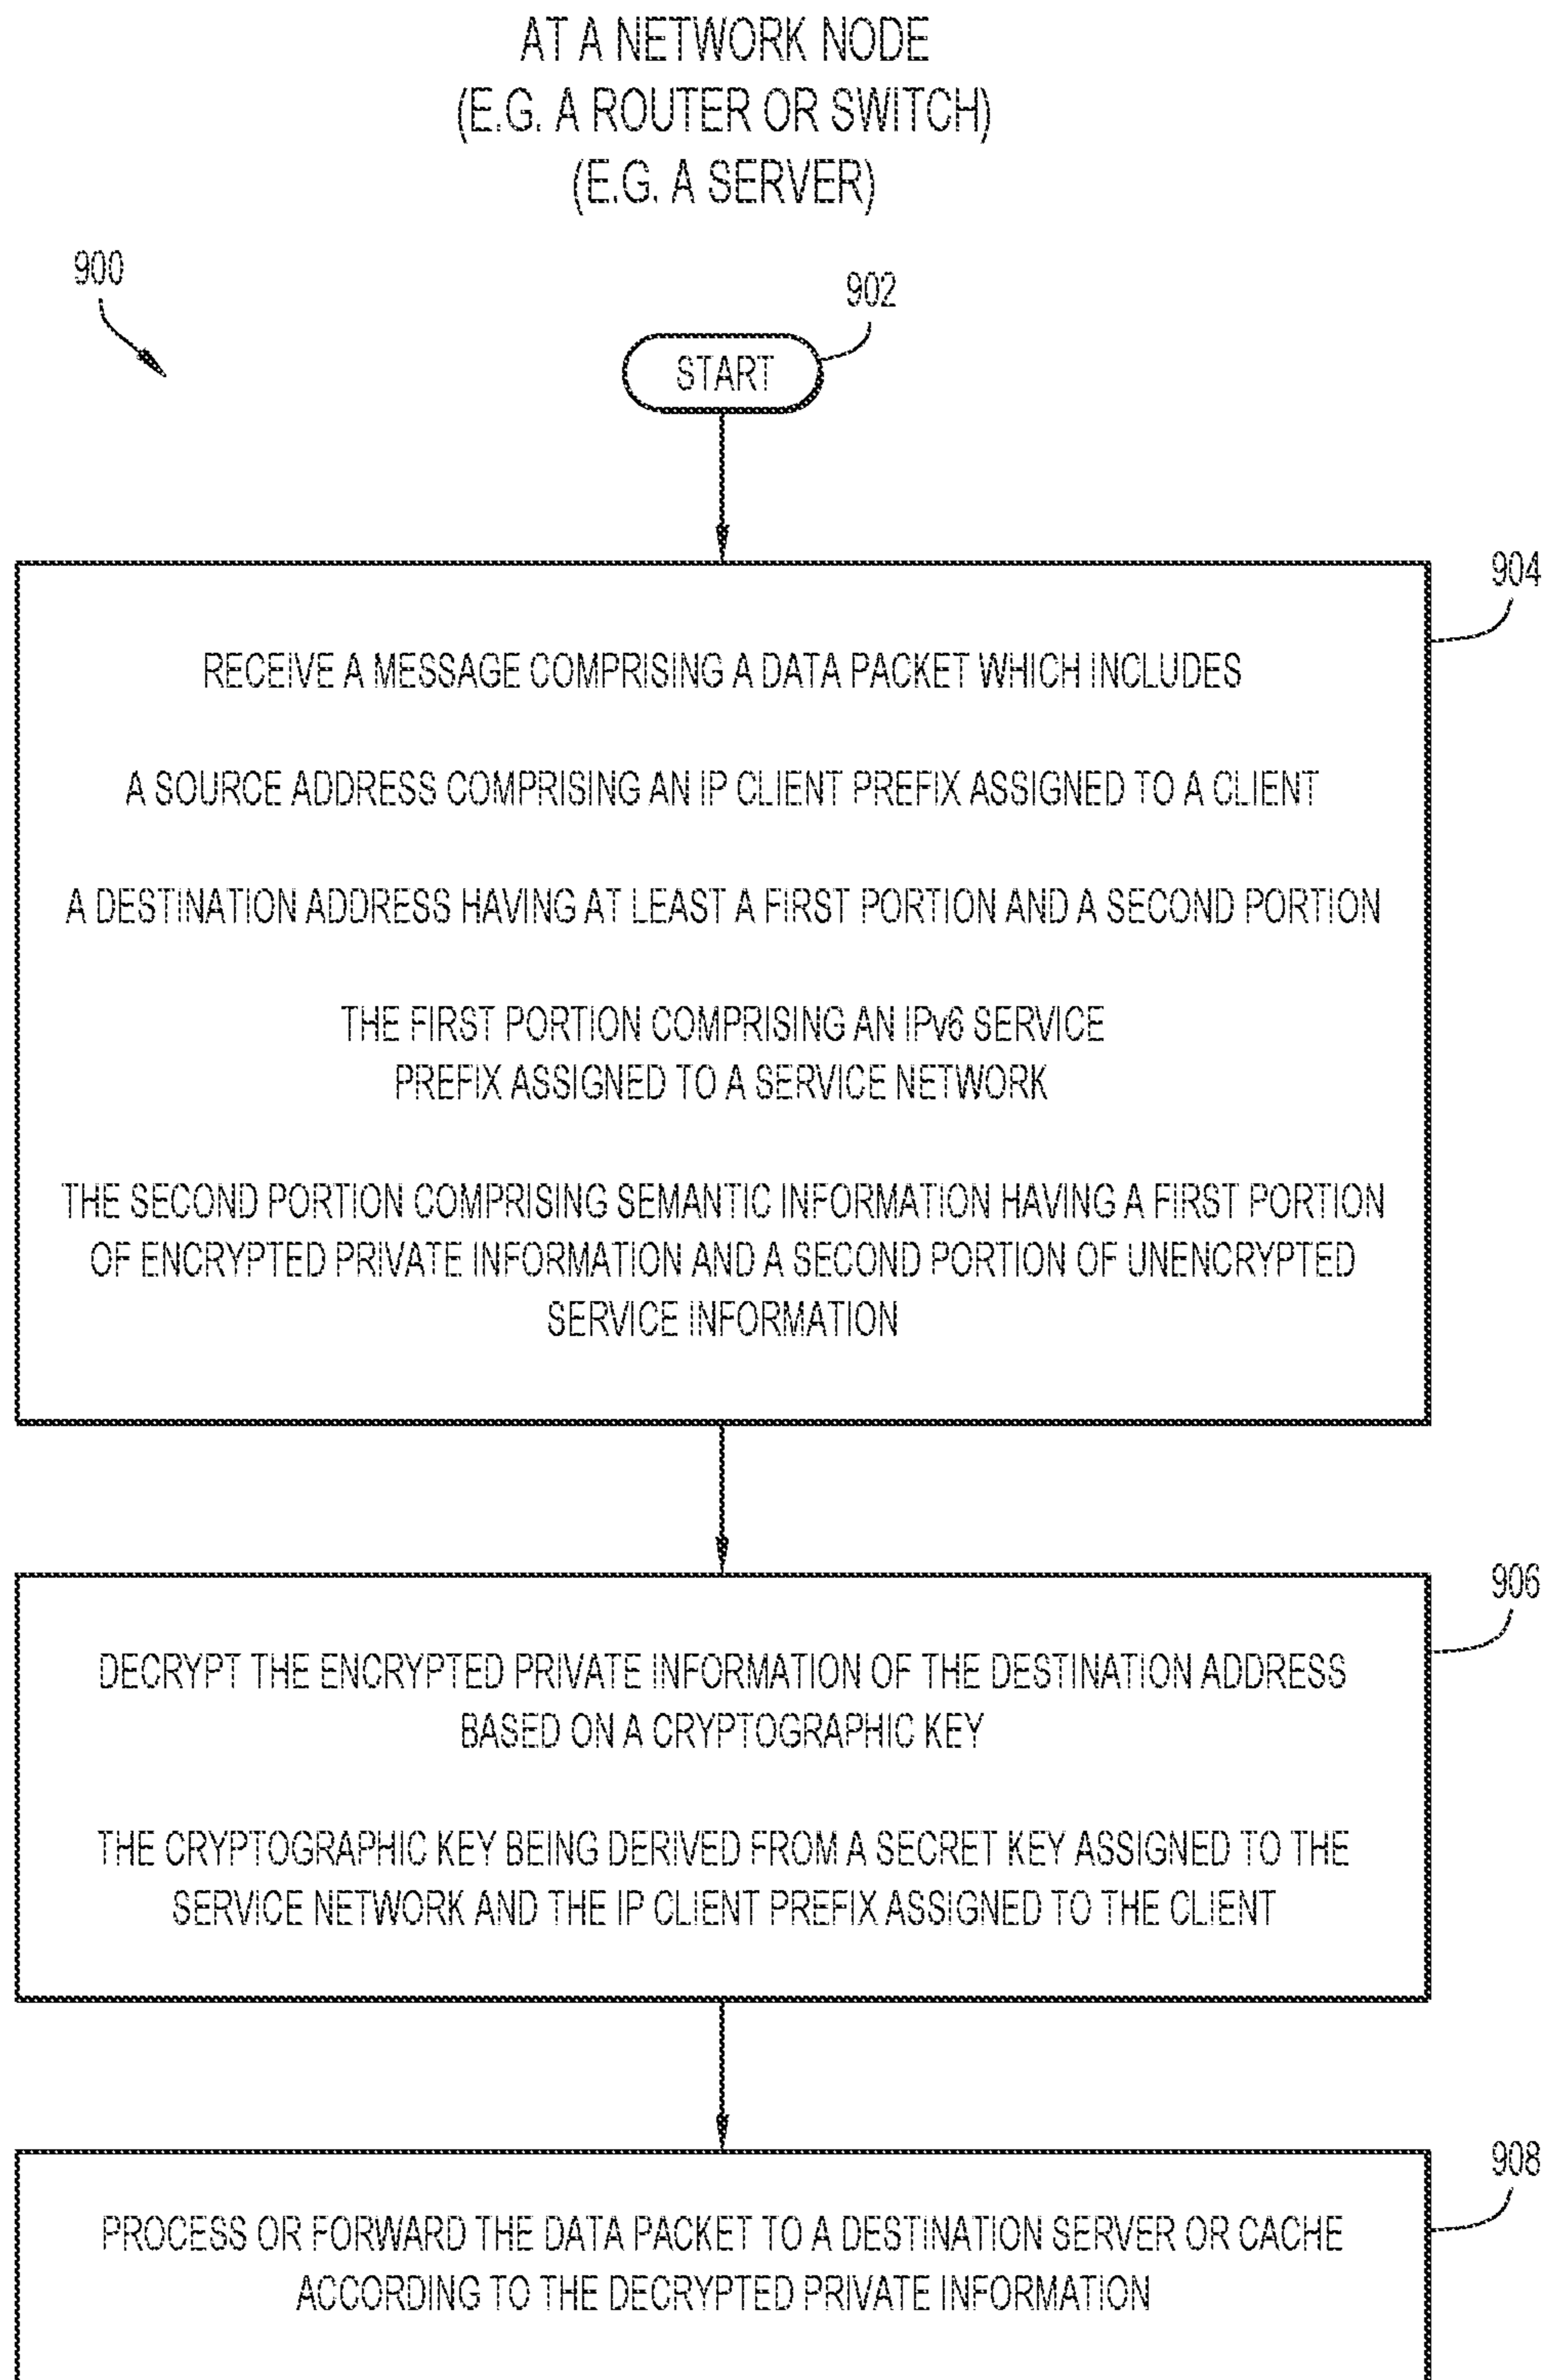 AT A NETWORK NODE
(E.G. A ROUTER OR SWITCH)
(E.G. A SERVER)
900
902
START
904
RECEIVE A MESSAGE COMPRISING A DATA PACKET WHICH INCLUDES
A SOURCE ADDRESS COMPRISING AN IP CLIENT PREFIX ASSIGNED TO A CLIENT
A DESTINATION ADDRESS HAVING AT LEAST A FIRST PORTION AND A SECOND PORTION
THE FIRST PORTION COMPRISING AN IPv6 SERVICE
PREFIX ASSIGNED TO A SERVICE NETWORK
THE SECOND PORTION COMPRISING SEMANTIC INFORMATION HAVING A FIRST PORTION
OF ENCRYPTED PRIVATE INFORMATION AND A SECOND PORTION OF UNENCRYPTED
SERVICE INFORMATION
906
DECRYPT THE ENCRYPTED PRIVATE INFORMATION OF THE DESTINATION ADDRESS
BASED ON A CRYPTOGRAPHIC KEY
THE CRYPTOGRAPHIC KEY BEING DERIVED FROM A SECRET KEY ASSIGNED TO THE
SERVICE NETWORK AND THE IP CLIENT PREFIX ASSIGNED TO THE CLIENT
908
PROCESS OR FORWARD THE DATA PACKET TO A DESTINATION SERVER OR CACHE
ACCORDING TO THE DECRYPTED PRIVATE INFORMATION